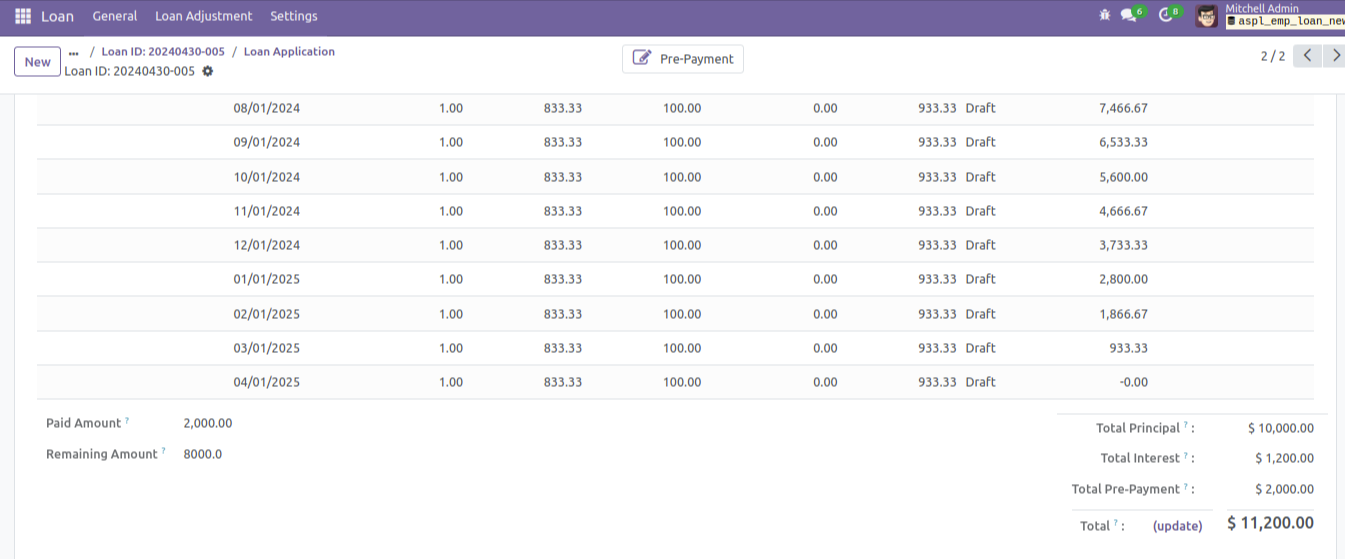 Loan General Loan Adjustment Settings 6 8 Mitchell Admin
aspl_emp_loan_new
New ... / Loan ID: 20240430-005 / Loan Application
Loan ID: 20240430-005
Pre-Payment
2 / 2
08/01/2024 1.00 833.33 100.00 0.00 933.33 Draft 7,466.67
09/01/2024 1.00 833.33 100.00 0.00 933.33 Draft 6,533.33
10/01/2024 1.00 833.33 100.00 0.00 933.33 Draft 5,600.00
11/01/2024 1.00 833.33 100.00 0.00 933.33 Draft 4,666.67
12/01/2024 1.00 833.33 100.00 0.00 933.33 Draft 3,733.33
01/01/2025 1.00 833.33 100.00 0.00 933.33 Draft 2,800.00
02/01/2025 1.00 833.33 100.00 0.00 933.33 Draft 1,866.67
03/01/2025 1.00 833.33 100.00 0.00 933.33 Draft 933.33
04/01/2025 1.00 833.33 100.00 0.00 933.33 Draft -0.00
Paid Amount ? 2,000.00
Remaining Amount ? 8000.0
Total Principal ? : $ 10,000.00
Total Interest ? : $ 1,200.00
Total Pre-Payment ? : $ 2,000.00
Total ? : (update) $ 11,200.00